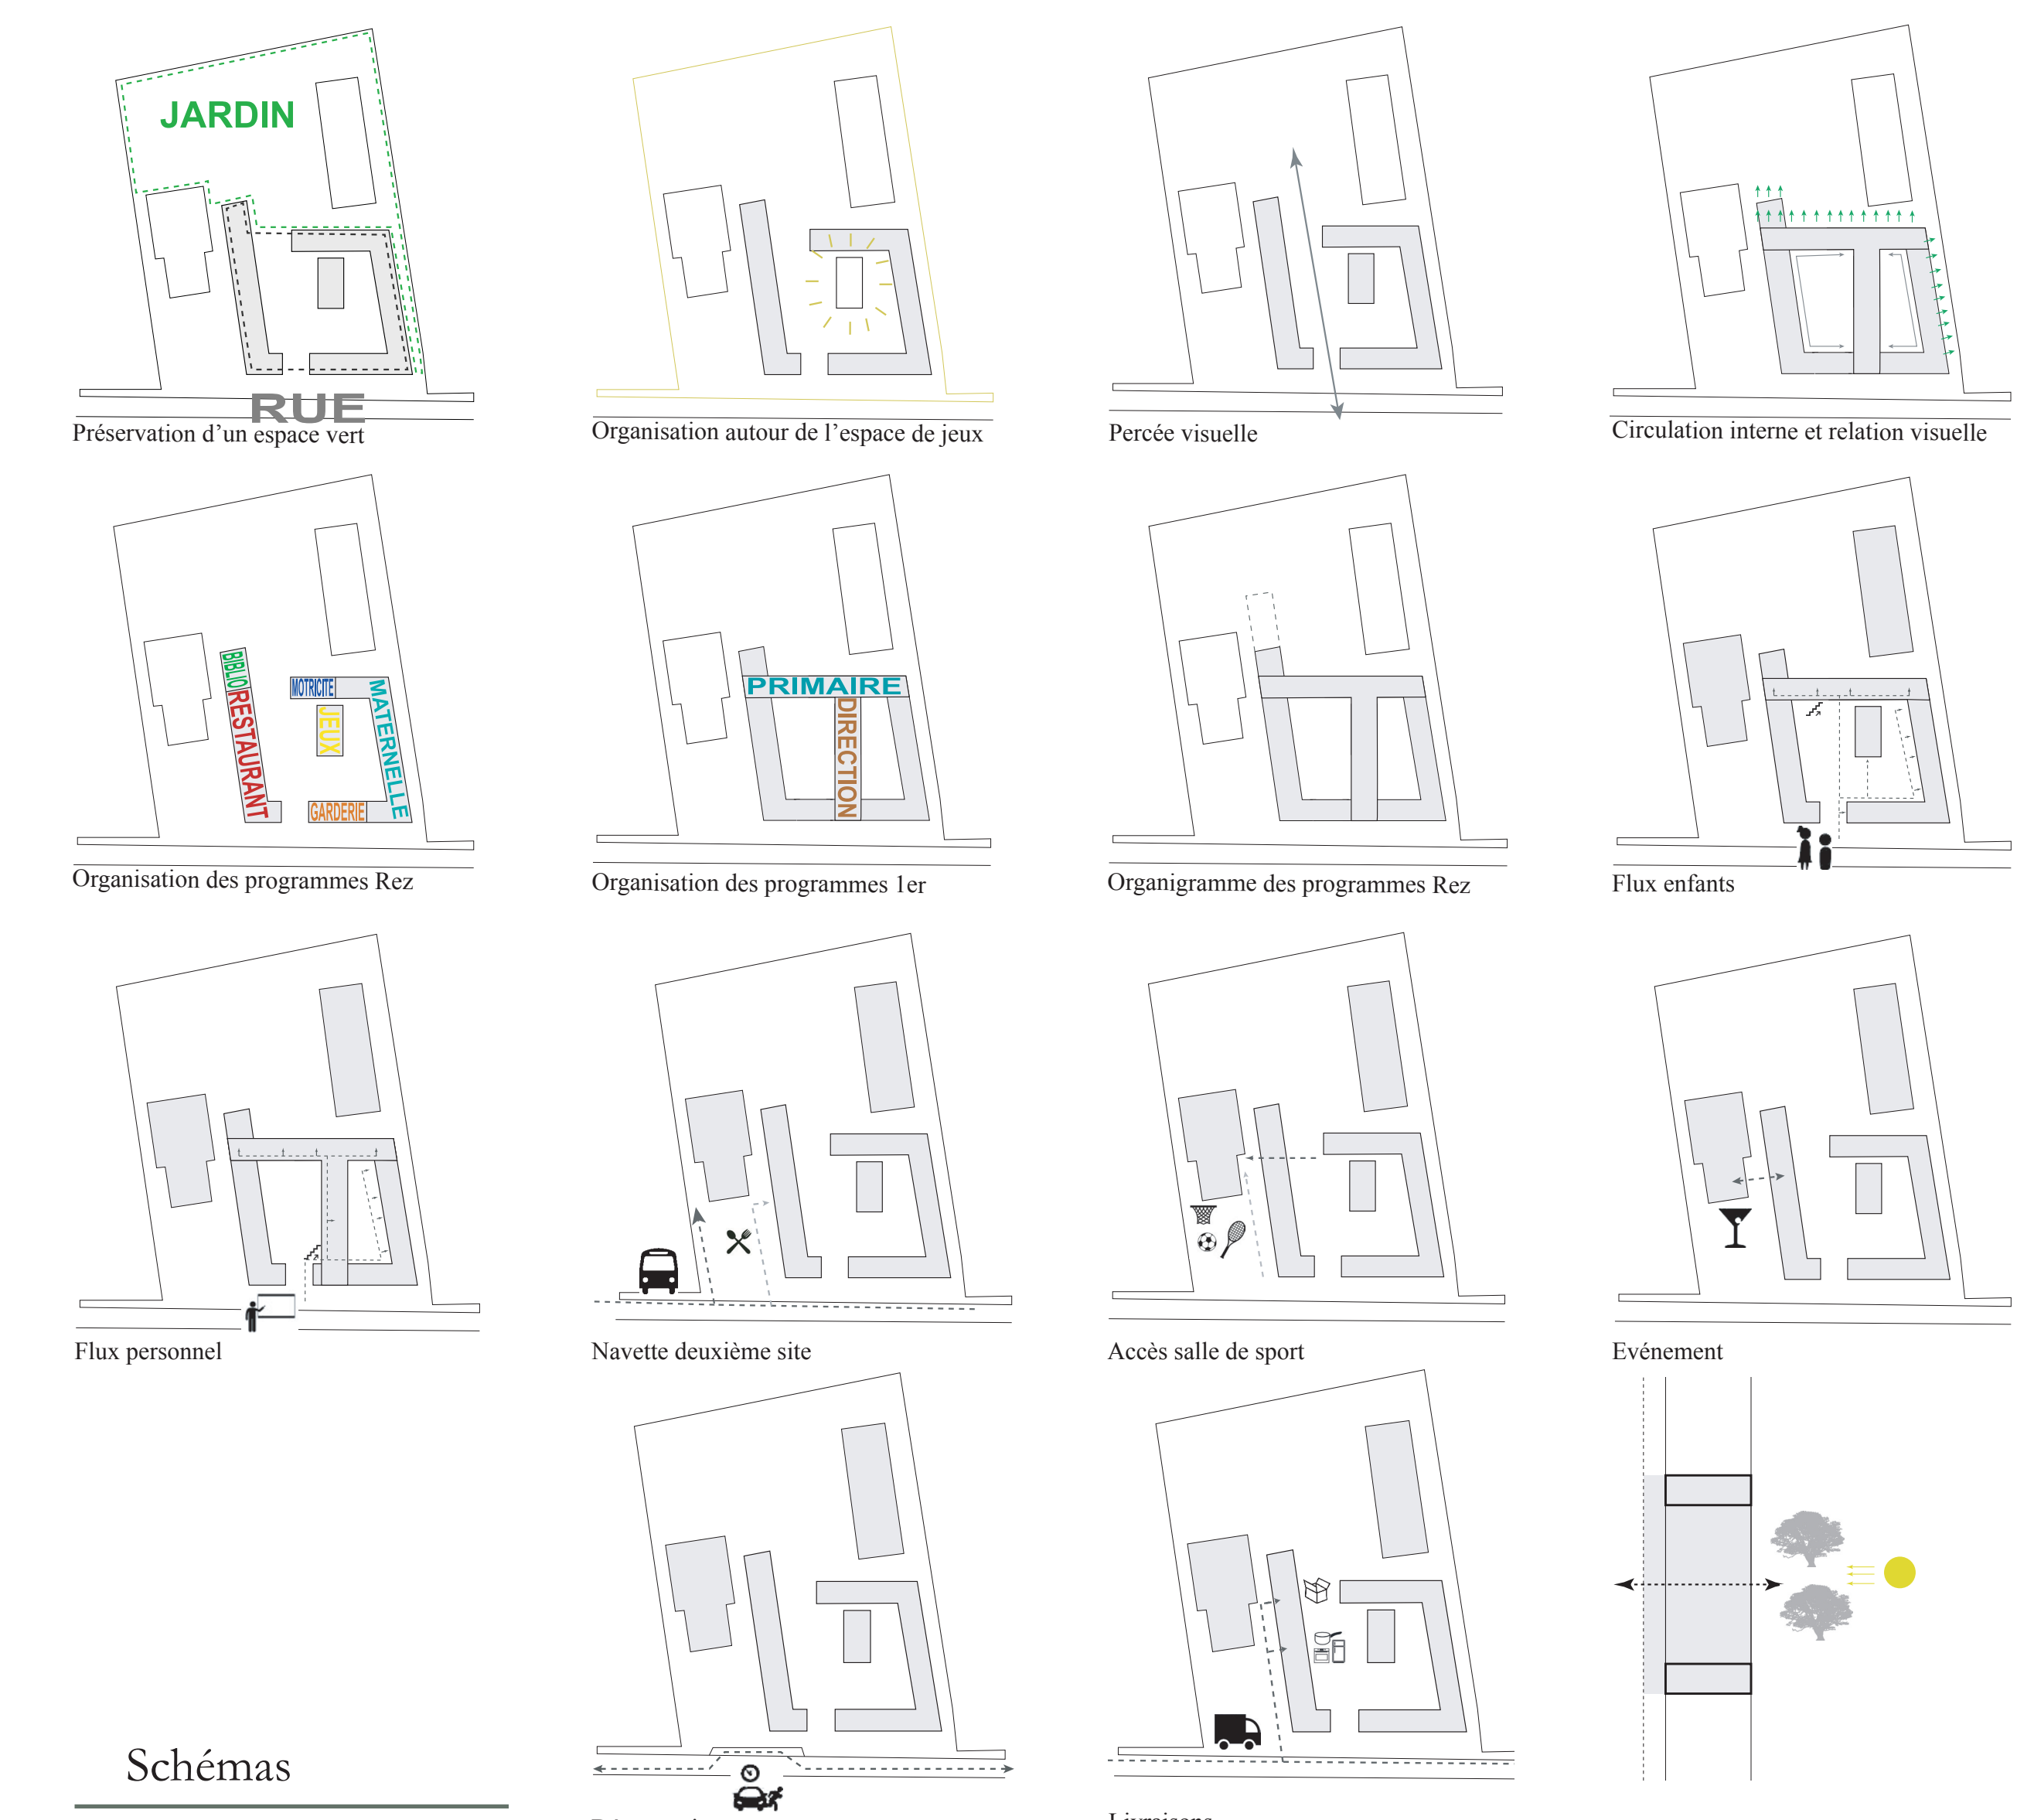 JARDIN
RUE
Préservation d’un espace vert
Organisation autour de l’espace de jeux
Percée visuelle
Circulation interne et relation visuelle
BIBLIO
RESTAURANT
MOTRICITE
JEUX
MATERNELLE
GARDERIE
Organisation des programmes Rez
PRIMAIRE
DIRECTION
Organisation des programmes 1er
Organigramme des programmes Rez
Flux enfants
Flux personnel
Navette deuxième site
Accès salle de sport
Evénement
Livraisons
Schémas